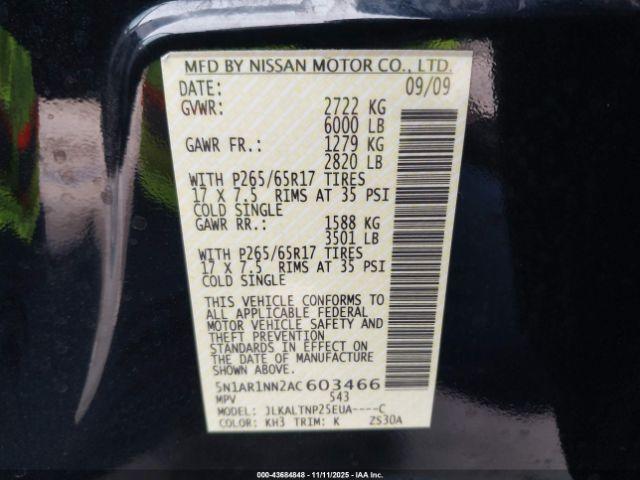 MFD BY NISSAN MOTOR CO., LTD.
DATE: 09/09
GVWR: 2722 KG
6000 LB
GAWR FR.: 1279 KG
2820 LB
WITH P265/65R17 TIRES
17 X 7.5 RIMS AT 35 PSI
COLD SINGLE
GAWR RR.: 1588 KG
3501 LB
WITH P265/65R17 TIRES
17 X 7.5 RIMS AT 35 PSI
COLD SINGLE
THIS VEHICLE CONFORMS TO
ALL APPLICABLE FEDERAL
MOTOR VEHICLE SAFETY AND
THEFT PREVENTION
STANDARDS IN EFFECT ON
THE DATE OF MANUFACTURE
SHOWN ABOVE.
5N1AR1NN2AC603466
MPV 543
MODEL: JLKALTNP25EUA----C
COLOR: KH3 TRIM: K ZS30A
000-43684848 - 11/11/2025 - IAAHQCD